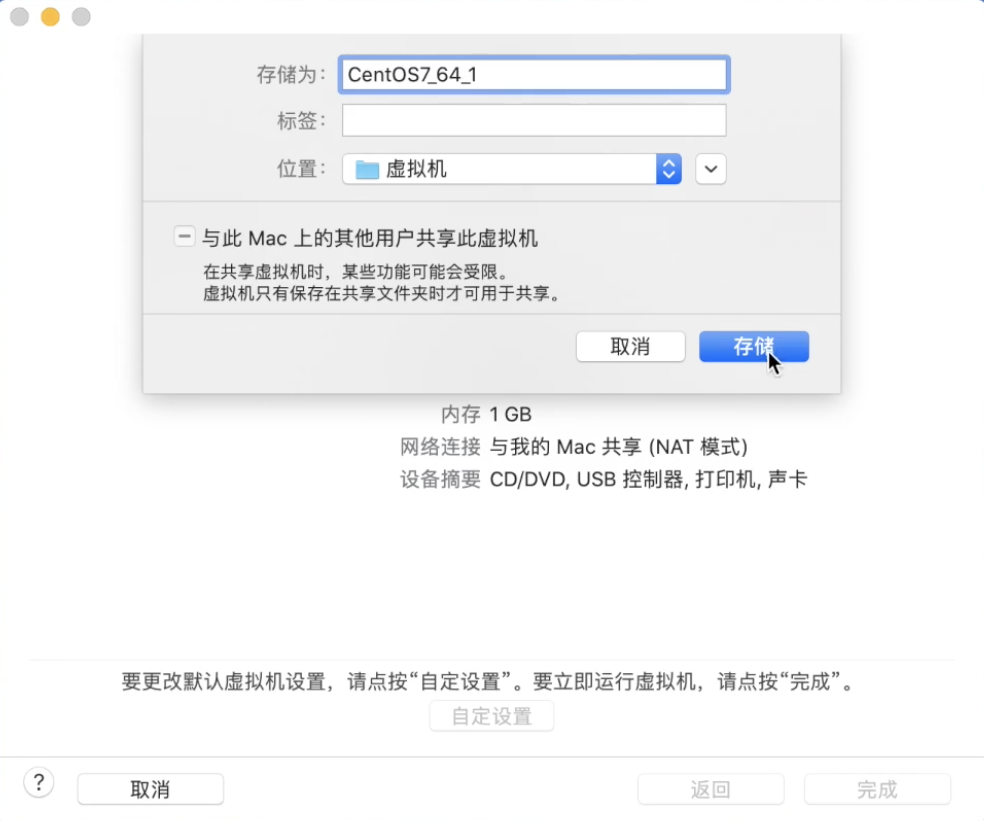 存储为： CentOS7_64_1
标签：
位置： 虚拟机
与此 Mac 上的其他用户共享此虚拟机
在共享虚拟机时，某些功能可能会受限。
虚拟机只有保存在共享文件夹时才可用于共享。
取消 存储
内存 1 GB
网络连接 与我的 Mac 共享 (NAT 模式)
设备摘要 CD/DVD, USB 控制器, 打印机, 声卡
要更改默认虚拟机设置，请点按“自定设置”。要立即运行虚拟机，请点按“完成”。
自定设置
? 取消 返回 完成